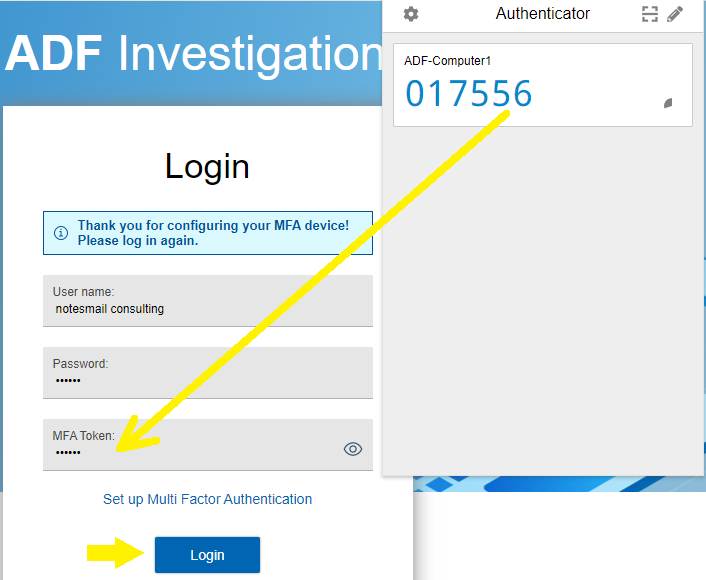 ADF Investigation
Login
Thank you for configuring your MFA device!
Please log in again.
User name:
notesmail consulting
Password:
••••••
MFA Token:
••••••
Set up Multi Factor Authentication
Login
Authenticator
ADF-Computer1
017556